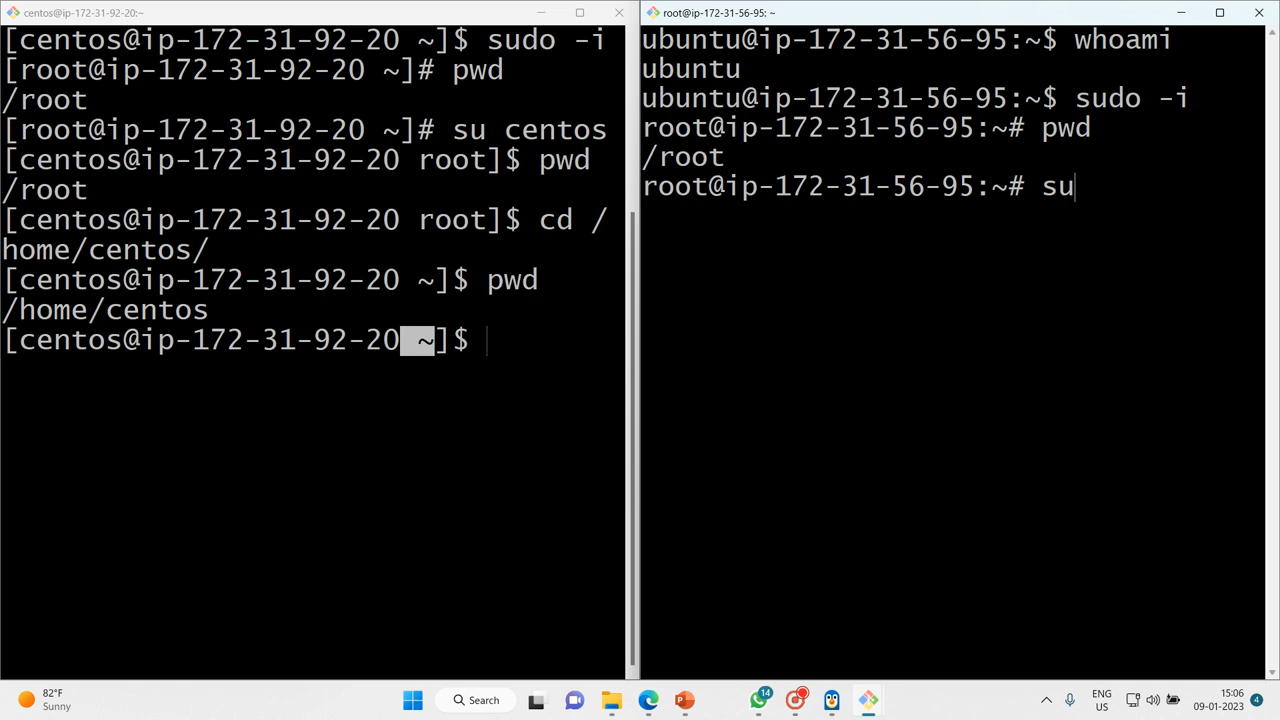 centos@ip-172-31-92-20:~
[centos@ip-172-31-92-20 ~]$ sudo -i
[root@ip-172-31-92-20 ~]# pwd
/root
[root@ip-172-31-92-20 ~]# su centos
[centos@ip-172-31-92-20 root]$ pwd
/root
[centos@ip-172-31-92-20 root]$ cd /
home/centos/
[centos@ip-172-31-92-20 ~]$ pwd
/home/centos
[centos@ip-172-31-92-20 ~]$
root@ip-172-31-56-95: ~
ubuntu@ip-172-31-56-95:~$ whoami
ubuntu
ubuntu@ip-172-31-56-95:~$ sudo -i
root@ip-172-31-56-95:~# pwd
/root
root@ip-172-31-56-95:~# su
82°F
Sunny
Search
14
ENG
US
15:06
09-01-2023
4